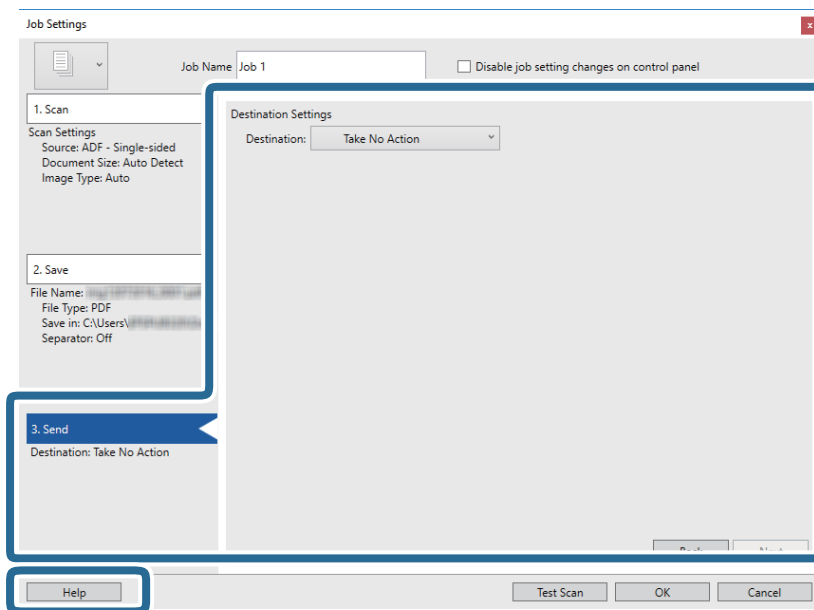 Job Settings
x
Job Name Job 1
Disable job setting changes on control panel
1. Scan
Scan Settings
Source: ADF - Single-sided
Document Size: Auto Detect
Image Type: Auto
2. Save
File Name:
File Type: PDF
Save in: C:\Users\
Separator: Off
3. Send
Destination: Take No Action
Destination Settings
Destination: Take No Action
Help
Test Scan
OK
Cancel